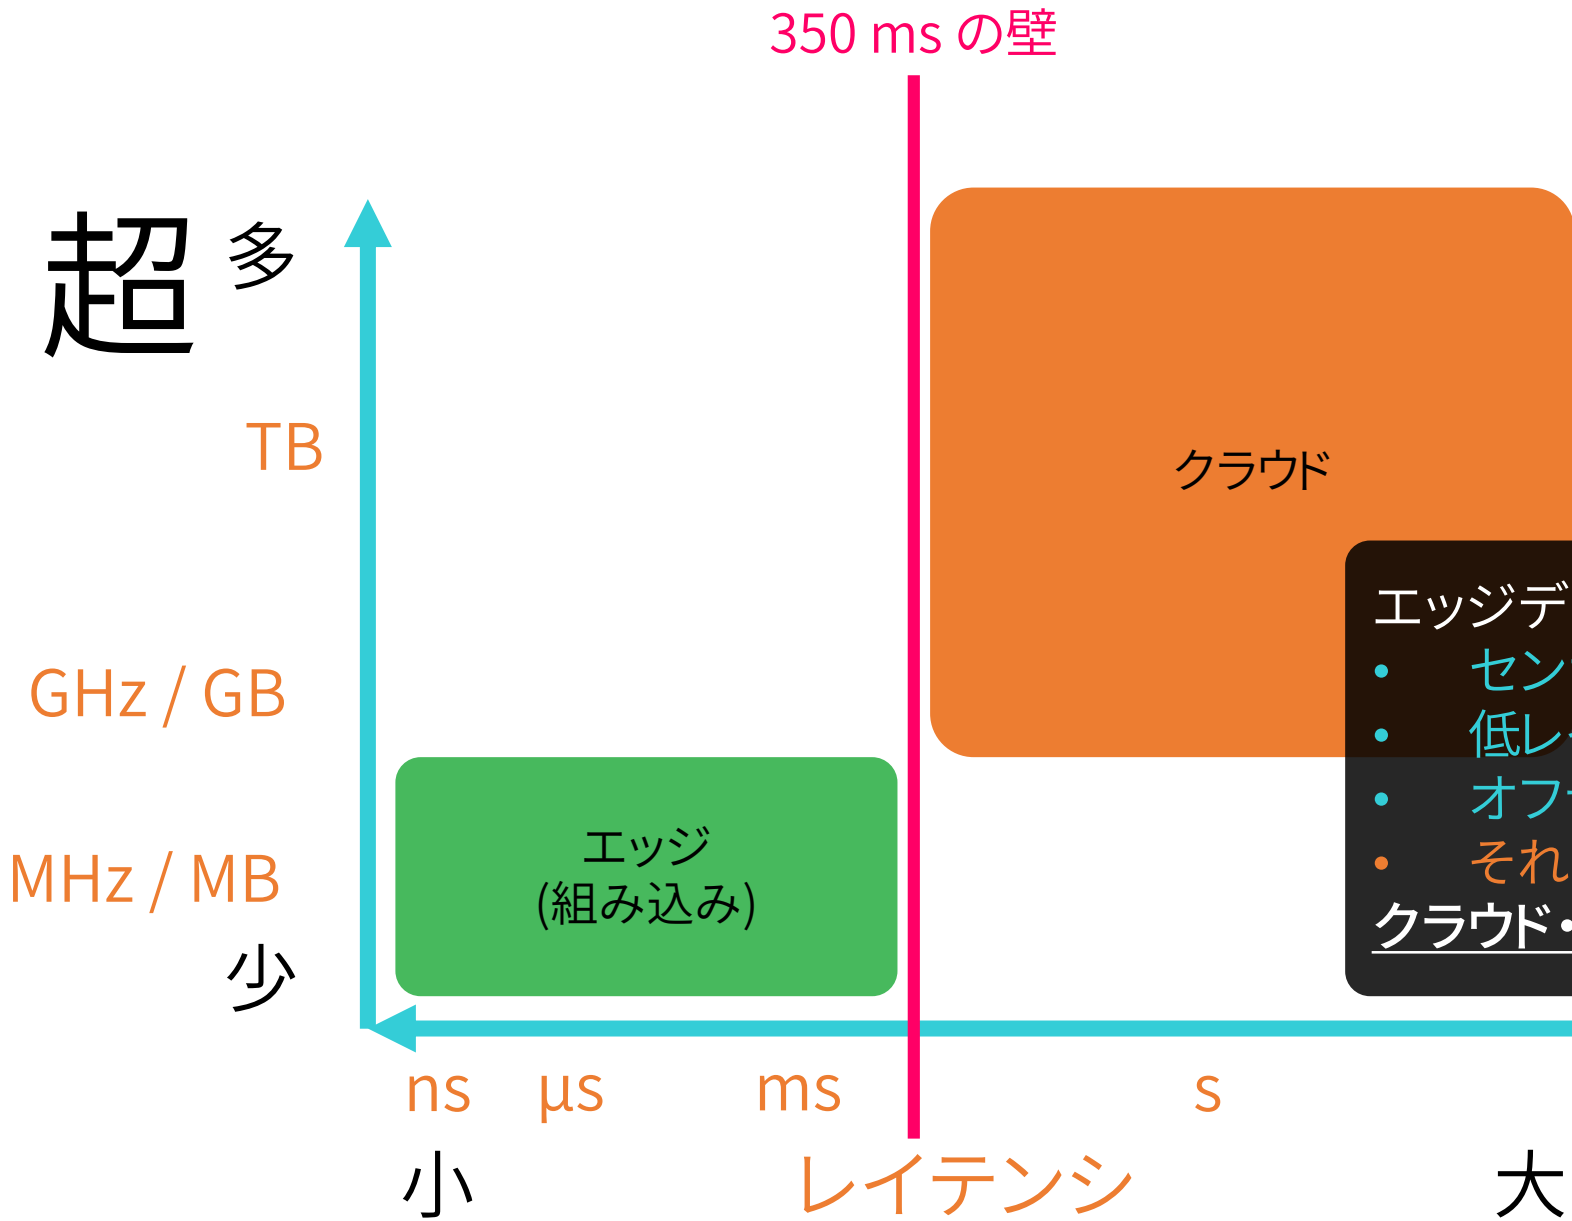 350 ms の壁
超
多
TB
クラウド
GHz / GB
MHz / MB
少
エッジ
(組み込み)
エッジデ
• セン
• 低レ
• オフ
• それ
クラウド・
ns
μs
ms
s
小
レイテンシ
大